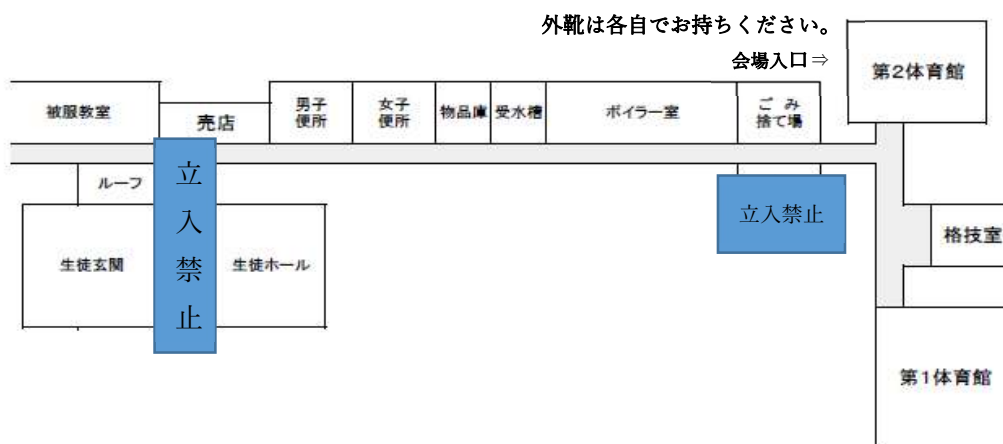 外靴は各自でお持ちください。
会場入口⇒
第2体育館
被服教室
売店
男子
便所
女子
便所
物品庫
受水槽
ボイラー室
ごみ
捨て場
ルーフ
立入禁止
立入禁止
格技室
生徒玄関
生徒ホール
第1体育館